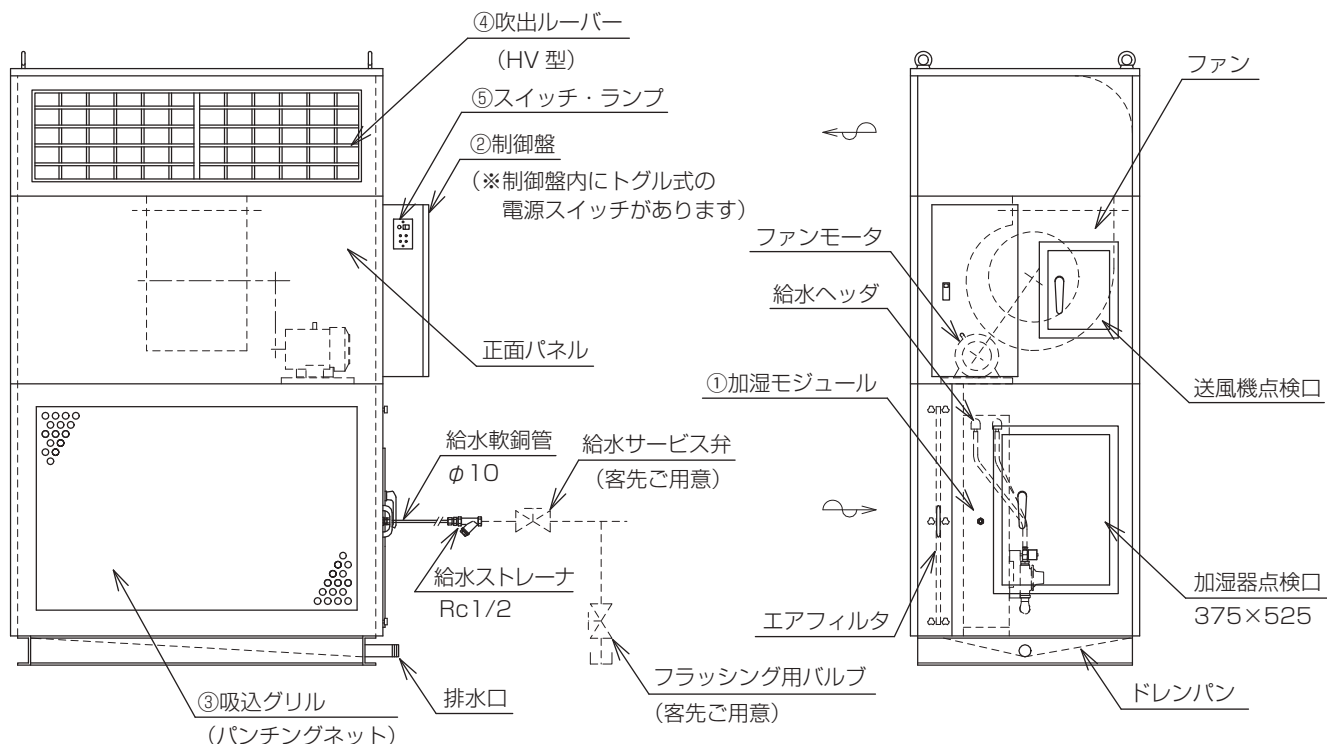 ④吹出ルーバー
(HV 型)
⑤スイッチ・ランプ
②制御盤
(※制御盤内にトグル式の
電源スイッチがあります)
正面パネル
給水軟銅管
φ10
給水サービス弁
(客先ご用意)
給水ストレーナ
Rc1/2
③吸込グリル
(パンチングネット)
排水口
フラッシング用バルブ
(客先ご用意)
ファン
ファンモータ
給水ヘッダ
①加湿モジュール
送風機点検口
エアフィルタ
加湿器点検口
375×525
ドレンパン